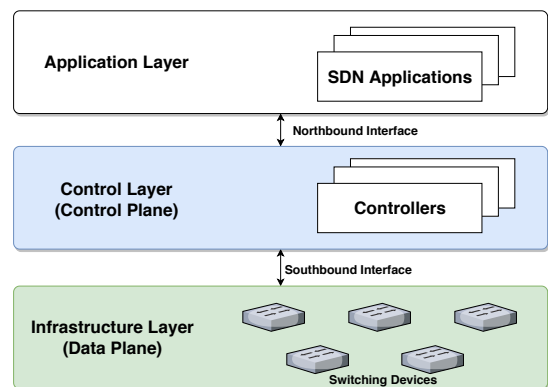 Application Layer
SDN Applications
Northbound Interface
Control Layer
(Control Plane)
Controllers
Southbound Interface
Infrastructure Layer
(Data Plane)
Switching Devices